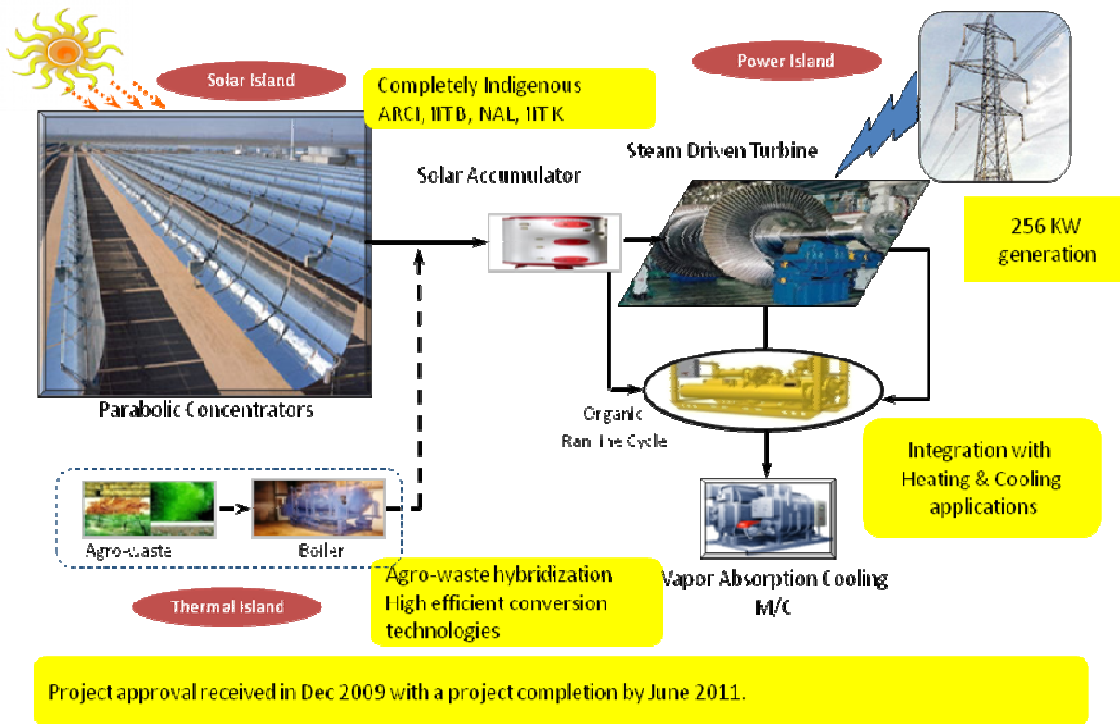 Solar Island
Power Island
Completely Indigenous
ARCI, IITB, NAL, IIT K
Steam Driven Turbine
Solar Accumulator
256 KW
generation
Parabolic Concentrators
Organic
Ran ine Cycle
Integration with
Heating & Cooling
applications
Agro-waste
Boiler
Agro-waste hybridization
High efficient conversion
technologies
Vapor Absorption Cooling
M/C
Thermal Island
Project approval received in Dec 2009 with a project completion by June 2011.